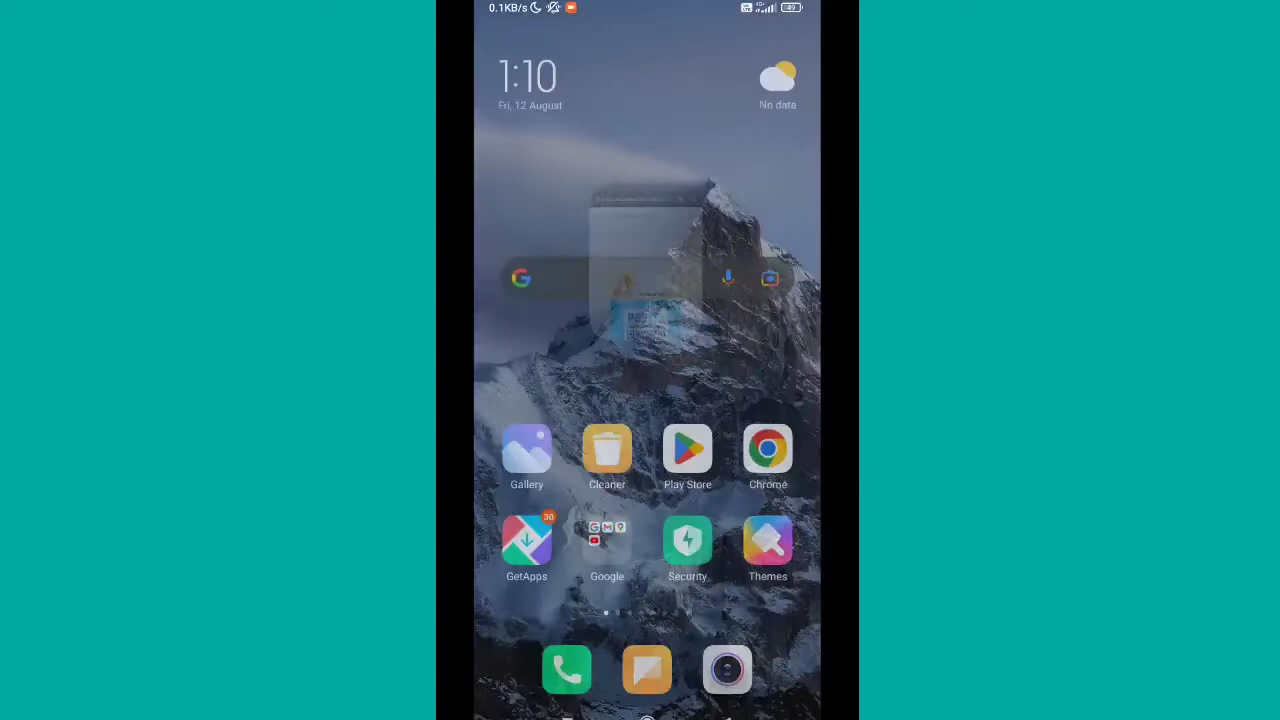 0.1KB/s 49
1:10
Fri, 12 August
No data
Gallery Cleaner Play Store Chrome
30
GetApps Google Security Themes